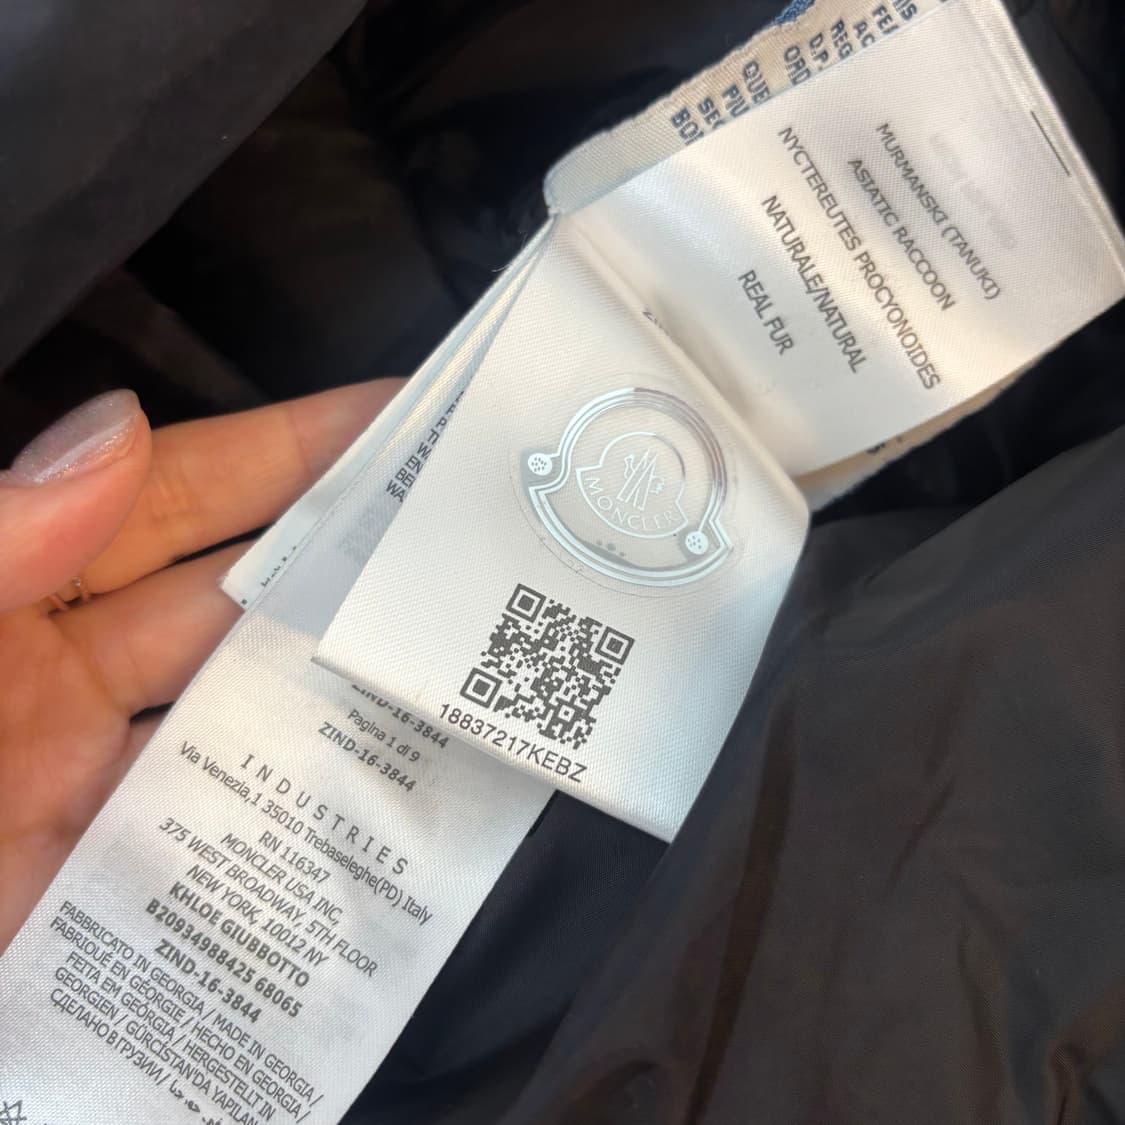 MURMANSKI (TANUKI)
ASIATIC RACCOON
NYCTEREUTES PROCYONOIDES
NATURALE/NATURAL
REAL FUR
MONCLER
18837217KEBZ
ZIND-16-3844
Pagina 1 di 9
ZIND-16-3844
INDUSTRIES
Via Venezia,1 35010 Trebaseleghe(PD) Italy
RN 116347
MONCLER USA INC,
375 WEST BROADWAY, 5TH FLOOR
NEW YORK, 10012 NY
KHLOE GIUBBOTTO
B20934988425 68065
ZIND-16-3844
FABBRICATO IN GEORGIA / MADE IN GEORGIA /
FABRIQUÉ EN GÉORGIE / HECHO EN GEORGIA /
FEITA EM GEÓRGIA / HERGESTELLT IN
GEORGIEN / GÜRCİSTAN'DA YAPILAN
СДЕЛАНО В ГРУЗИИ /